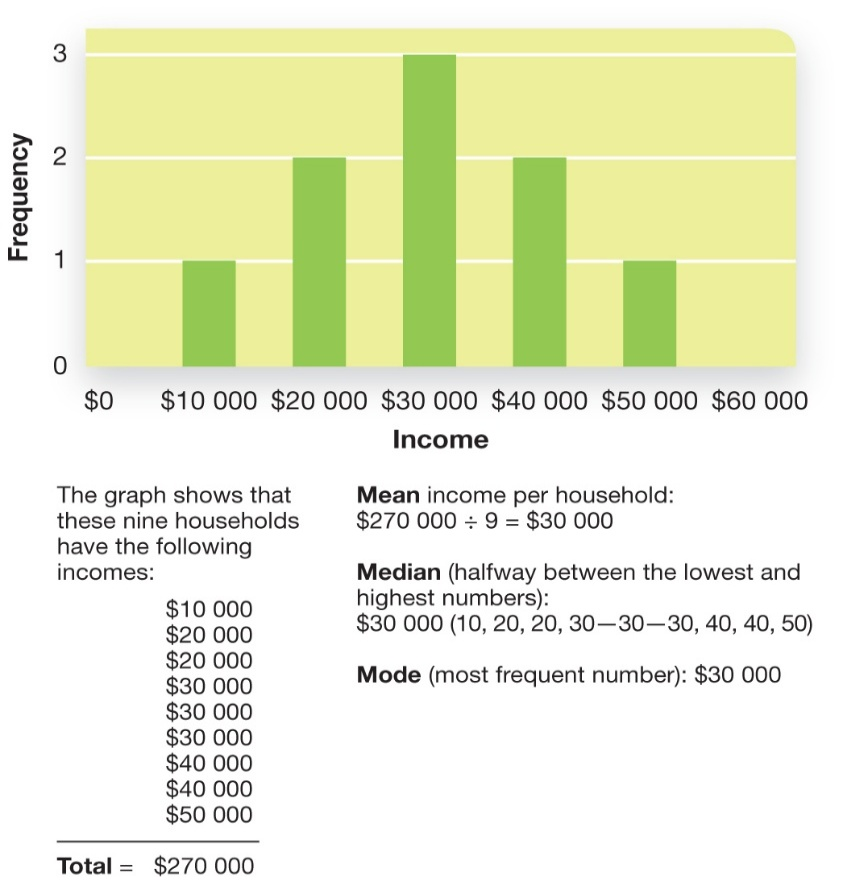 3
2
1
0
Frequency
$0 $10 000 $20 000 $30 000 $40 000 $50 000 $60 000
Income
The graph shows that
these nine households
have the following
incomes:
$10 000
$20 000
$20 000
$30 000
$30 000
$30 000
$40 000
$40 000
$50 000
Total = $270 000
Mean income per household:
$270 000 ÷ 9 = $30 000
Median (halfway between the lowest and
highest numbers):
$30 000 (10, 20, 20, 30—30—30, 40, 40, 50)
Mode (most frequent number): $30 000